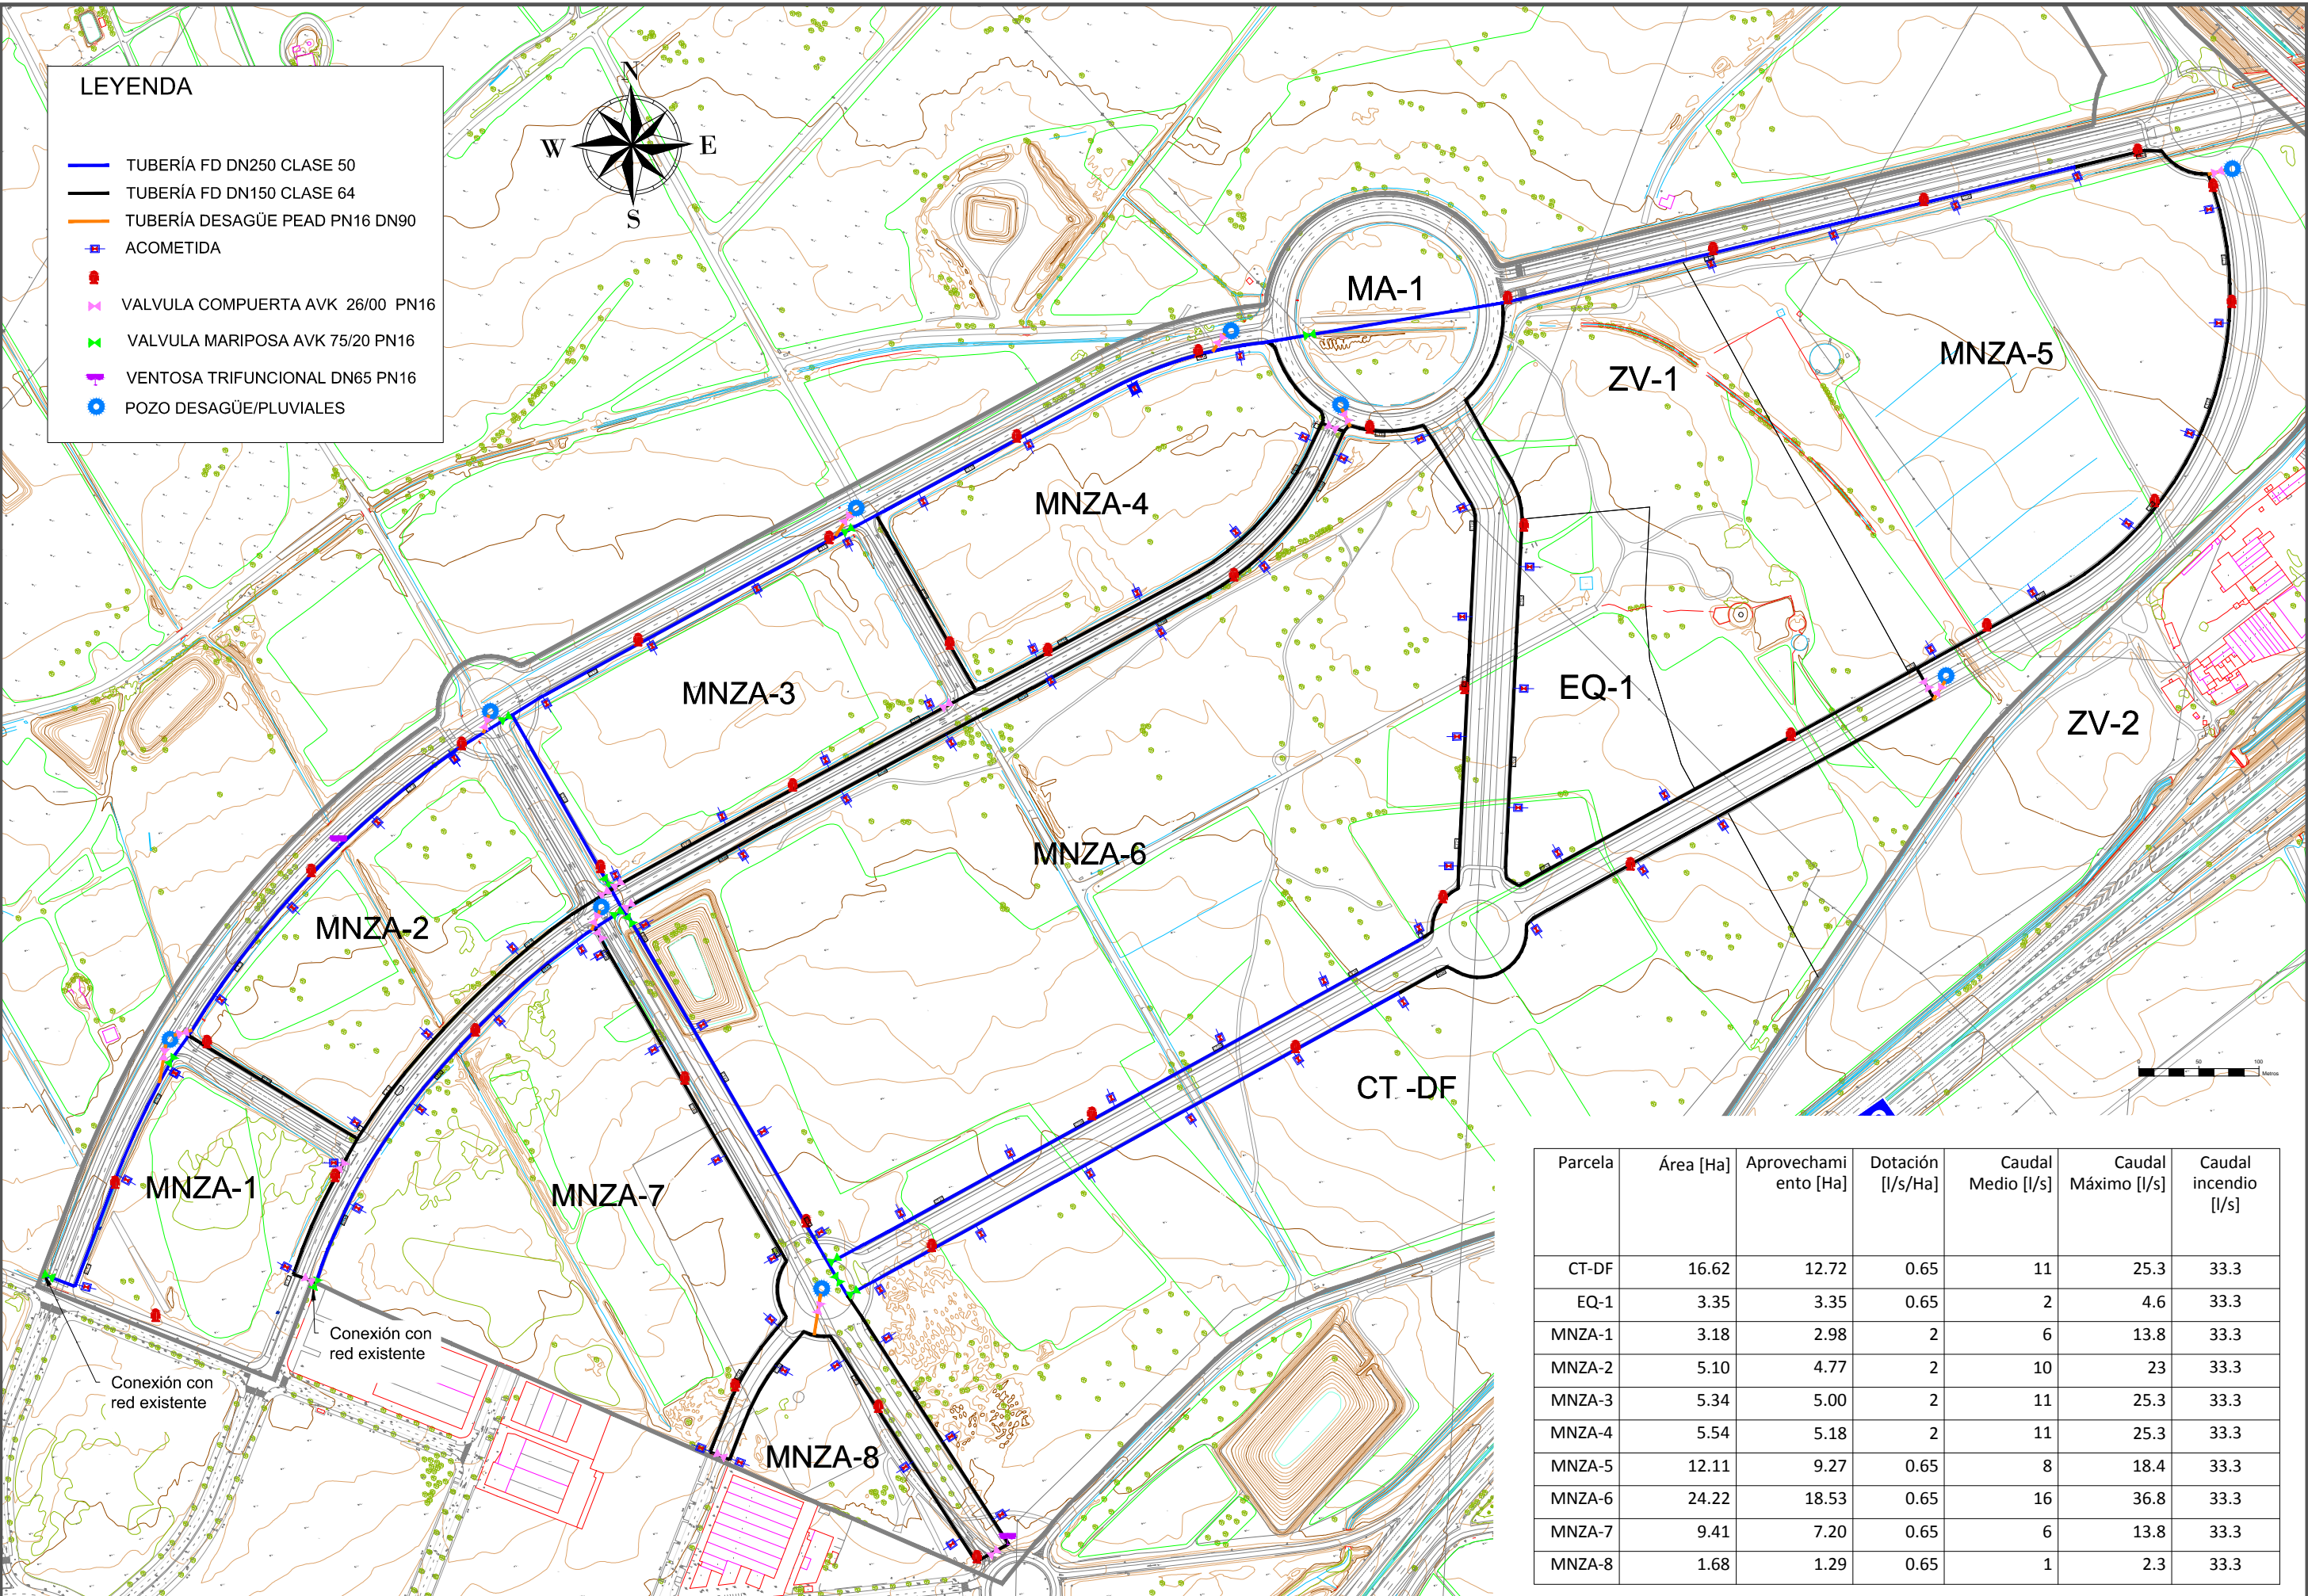 LEYENDA
TUBERÍA FD DN250 CLASE 50
TUBERÍA FD DN150 CLASE 64
TUBERÍA DESAGÜE PEAD PN16 DN90
ACOMETIDA
VALVULA COMPUERTA AVK 26/00 PN16
VALVULA MARIPOSA AVK 75/20 PN16
VENTOSA TRIFUNCIONAL DN65 PN16
POZO DESAGÜE/PLUVIALES
N
W
E
S
MA-1
ZV-1
MNZA-5
MNZA-4
MNZA-3
EQ-1
ZV-2
MNZA-6
MNZA-2
CT -DF
MNZA-1
MNZA-7
MNZA-8
Conexión con
red existente
Conexión con
red existente
0 50 100
Metros
Parcela Área [Ha] Aprovechami Dotación Caudal Caudal Caudal
ento [Ha] [l/s/Ha] Medio [l/s] Máximo [l/s] incendio
[l/s]
CT-DF 16.62 12.72 0.65 11 25.3 33.3
EQ-1 3.35 3.35 0.65 2 4.6 33.3
MNZA-1 3.18 2.98 2 6 13.8 33.3
MNZA-2 5.10 4.77 2 10 23 33.3
MNZA-3 5.34 5.00 2 11 25.3 33.3
MNZA-4 5.54 5.18 2 11 25.3 33.3
MNZA-5 12.11 9.27 0.65 8 18.4 33.3
MNZA-6 24.22 18.53 0.65 16 36.8 33.3
MNZA-7 9.41 7.20 0.65 6 13.8 33.3
MNZA-8 1.68 1.29 0.65 1 2.3 33.3